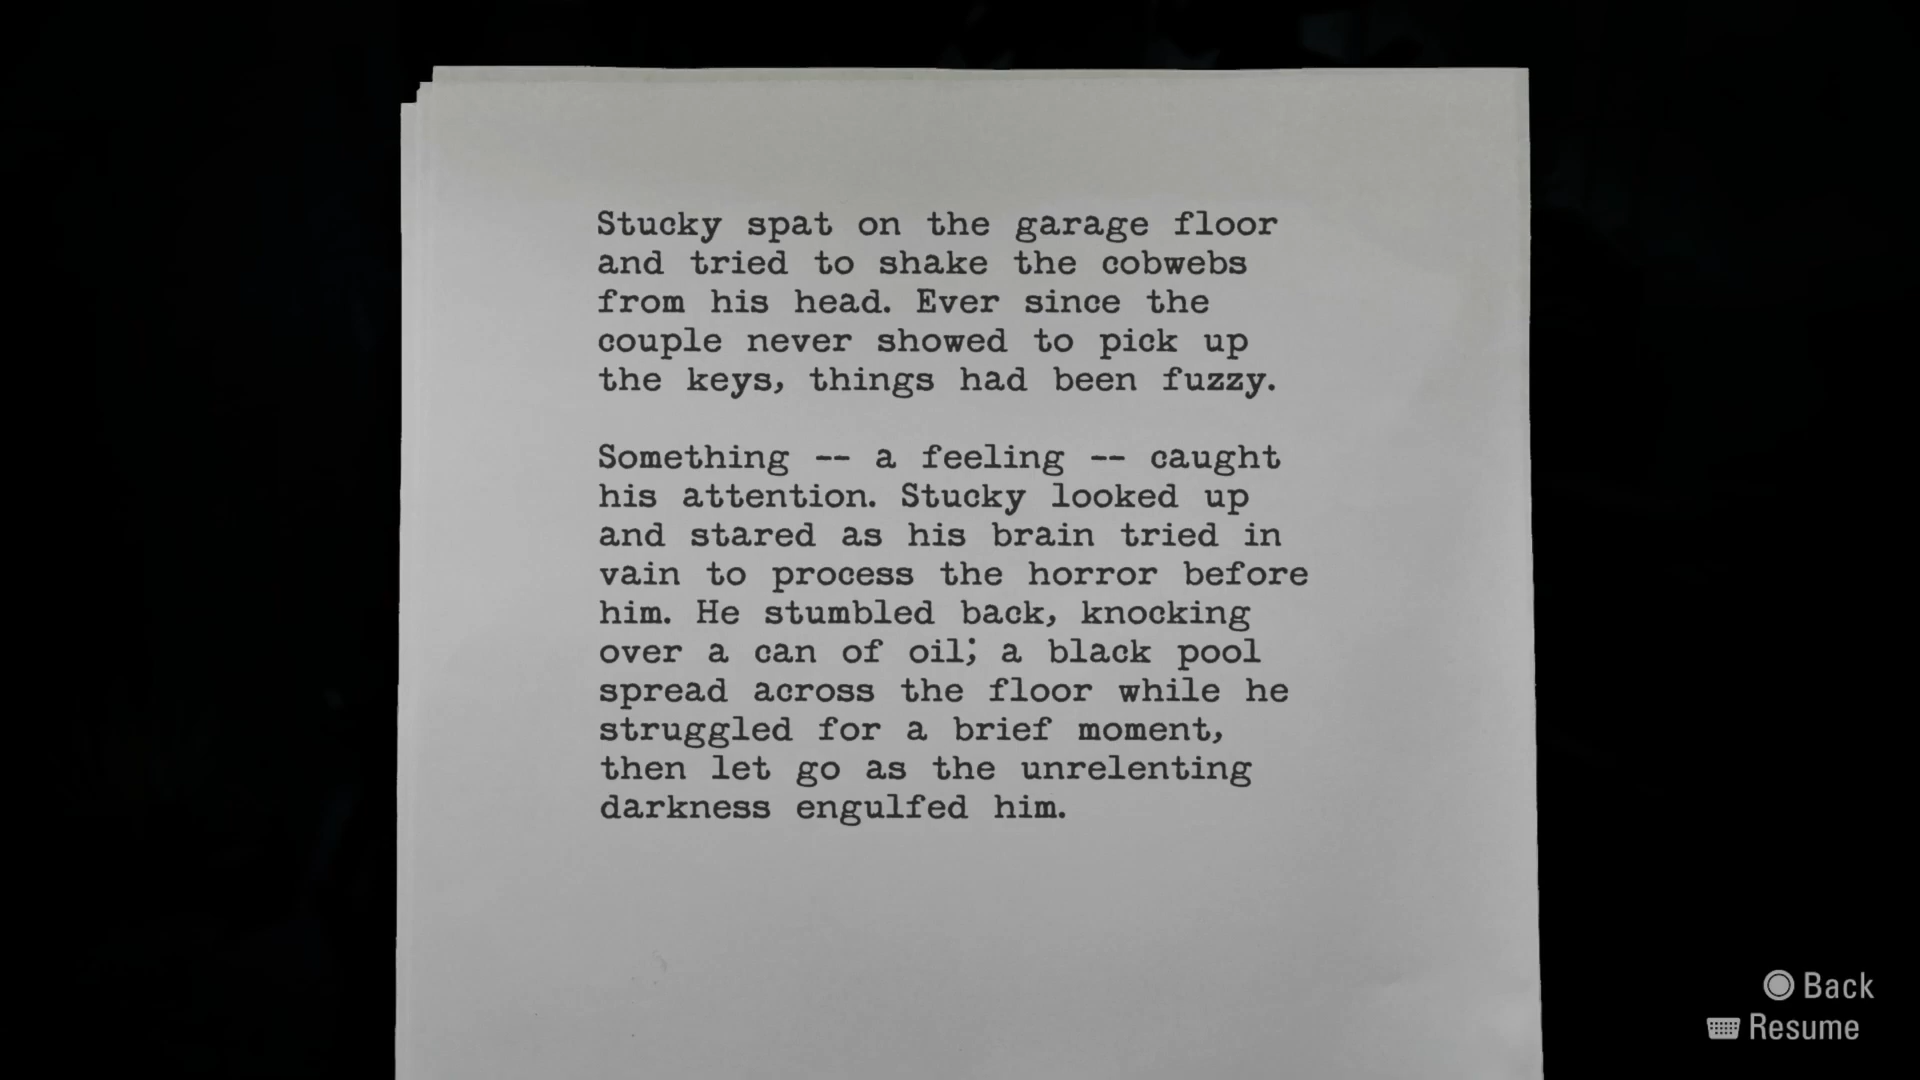 Stucky spat on the garage floor
and tried to shake the cobwebs
from his head. Ever since the
couple never showed to pick up
the keys, things had been fuzzy.
Something -- a feeling -- caught
his attention. Stucky looked up
and stared as his brain tried in
vain to process the horror before
him. He stumbled back, knocking
over a can of oil; a black pool
spread across the floor while he
struggled for a brief moment,
then let go as the unrelenting
darkness engulfed him.
Back
Resume